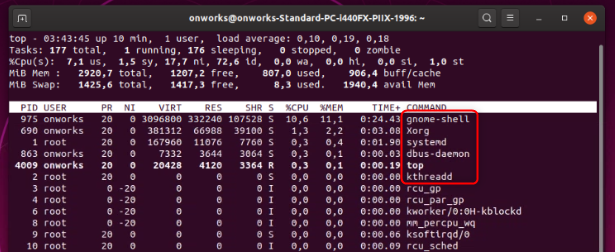 onworks@onworks-Standard-PC-i440FX-PIIX-1996: ~
top - 03:43:45 up 10 min,  1 user,  load average: 0,10, 0,19, 0,18
Tasks: 177 total,   1 running, 176 sleeping,   0 stopped,   0 zombie
%Cpu(s):  7,1 us,  1,5 sy, 17,7 ni, 72,6 id,  0,0 wa,  0,0 hi,  0,0 si,  1,0 st
MiB Mem :   2920,7 total,   1207,2 free,    807,0 used,    906,4 buff/cache
MiB Swap:   1425,6 total,   1417,3 free,      8,3 used.   1940,4 avail Mem
PID USER PR NI VIRT RES SHR S %CPU %MEM TIME+ COMMAND
975 onworks 20 0 3096800 332240 107528 S 10,6 11,1 0:24.43 gnome-shell
690 onworks 20 0 381312 66988 39100 S 1,3 2,2 0:03.08 Xorg
1 root 20 0 167960 11076 7760 S 0,3 0,4 0:01.90 systemd
863 onworks 20 0 7332 3644 3064 S 0,3 0,1 0:00.03 dbus-daemon
4009 onworks 20 0 20428 4120 3364 R 0,3 0,1 0:00.19 top
2 root 20 0 0 0 0 S 0,0 0,0 0:00.00 kthreadd
3 root 0 -20 0 0 0 I 0,0 0,0 0:00.00 rcu_gp
4 root 0 -20 0 0 0 I 0,0 0,0 0:00.00 rcu_par_gp
6 root 0 -20 0 0 0 I 0,0 0,0 0:00.00 kworker/0:0H-kblockd
8 root 0 -20 0 0 0 I 0,0 0,0 0:00.00 mm_percpu_wq
9 root 20 0 0 0 0 S 0,0 0,0 0:00.06 ksoftirqd/0
10 root 20 0 0 0 0 I 0,0 0,0 0:00.09 rcu_sched